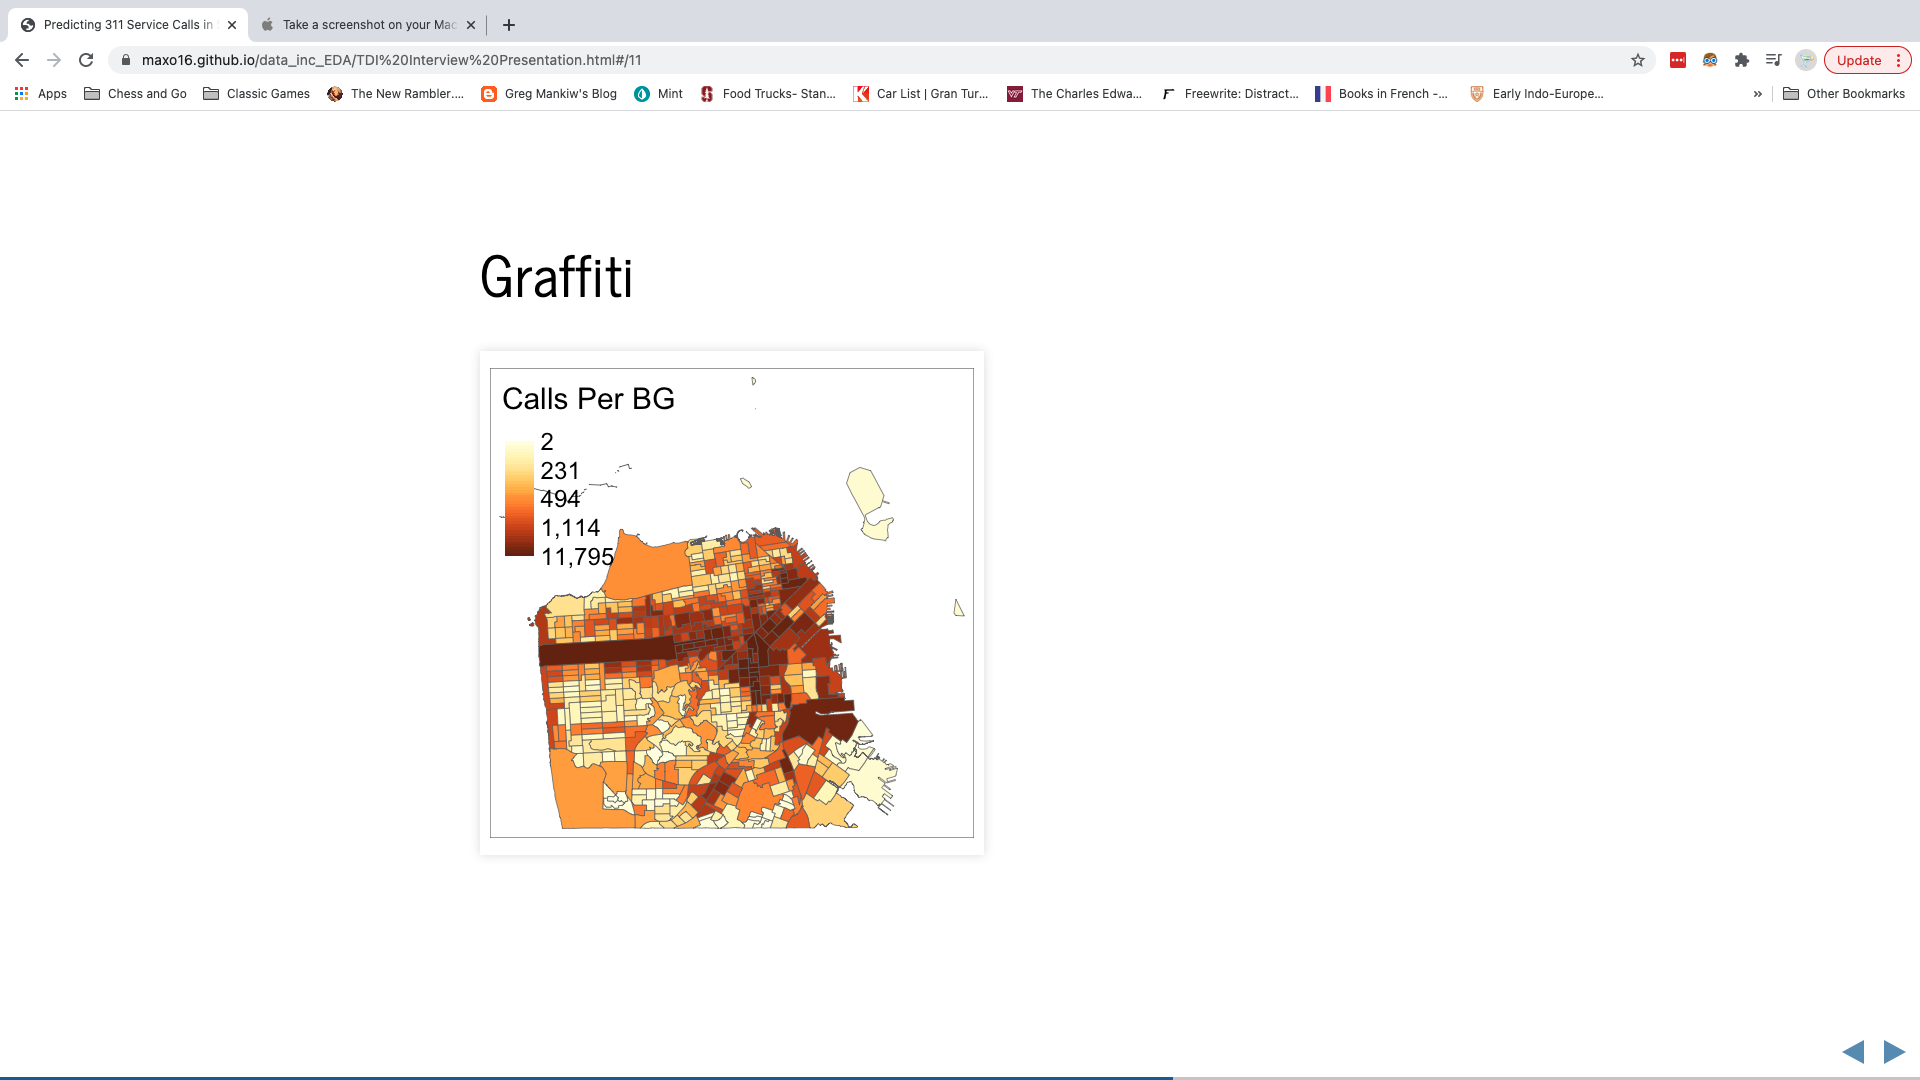 Predicting 311 Service Calls in
Take a screenshot on your Mac
maxo16.github.io/data_inc_EDA/TDI%20Interview%20Presentation.html#/11
Update
Apps
Chess and Go
Classic Games
The New Rambler....
Greg Mankiw's Blog
Mint
Food Trucks- Stan...
Car List | Gran Tur...
The Charles Edwa...
Freewrite: Distract...
Books in French -...
Early Indo-Europe...
»
Other Bookmarks
Graffiti
Calls Per BG
2
231
494
1,114
11,795